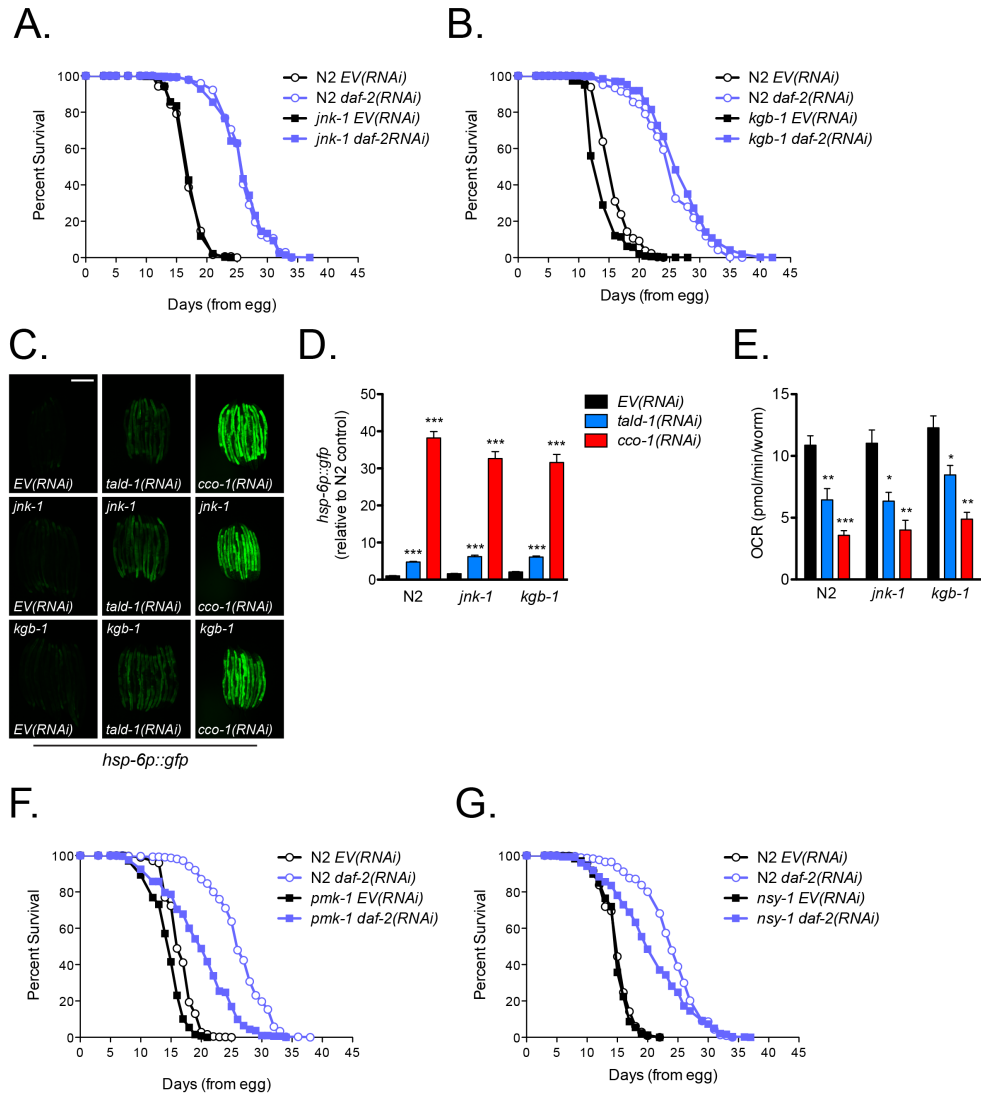 A.
100
80
60
40
20
0
Percent Survival
0 5 10 15 20 25 30 35 40 45
Days (from egg)
N2 EV(RNAi)
N2 daf-2(RNAi)
jnk-1 EV(RNAi)
jnk-1 daf-2RNAi)
B.
100
80
60
40
20
0
Percent Survival
0 5 10 15 20 25 30 35 40 45
Days (from egg)
N2 EV(RNAi)
N2 daf-2(RNAi)
kgb-1 EV(RNAi)
kgb-1 daf-2RNAi)
C.
EV(RNAi) tald-1(RNAi) cco-1(RNAi)
jnk-1 jnk-1 jnk-1
EV(RNAi) tald-1(RNAi) cco-1(RNAi)
kgb-1 kgb-1 kgb-1
EV(RNAi) tald-1(RNAi) cco-1(RNAi)
hsp-6p::gfp
D.
hsp-6p::gfp
(relative to N2 control)
50
40
30
20
10
0
*** *** *** *** *** ***
N2 jnk-1 kgb-1
EV(RNAi)
tald-1(RNAi)
cco-1(RNAi)
E.
OCR (pmol/min/worm)
15
10
5
0
** *** * ** * **
N2 jnk-1 kgb-1
F.
100
80
60
40
20
0
Percent Survival
0 5 10 15 20 25 30 35 40 45
Days (from egg)
N2 EV(RNAi)
N2 daf-2(RNAi)
pmk-1 EV(RNAi)
pmk-1 daf-2(RNAi)
G.
100
80
60
40
20
0
Percent Survival
0 5 10 15 20 25 30 35 40 45
Days (from egg)
N2 EV(RNAi)
N2 daf-2(RNAi)
nsy-1 EV(RNAi)
nsy-1 daf-2(RNAi)